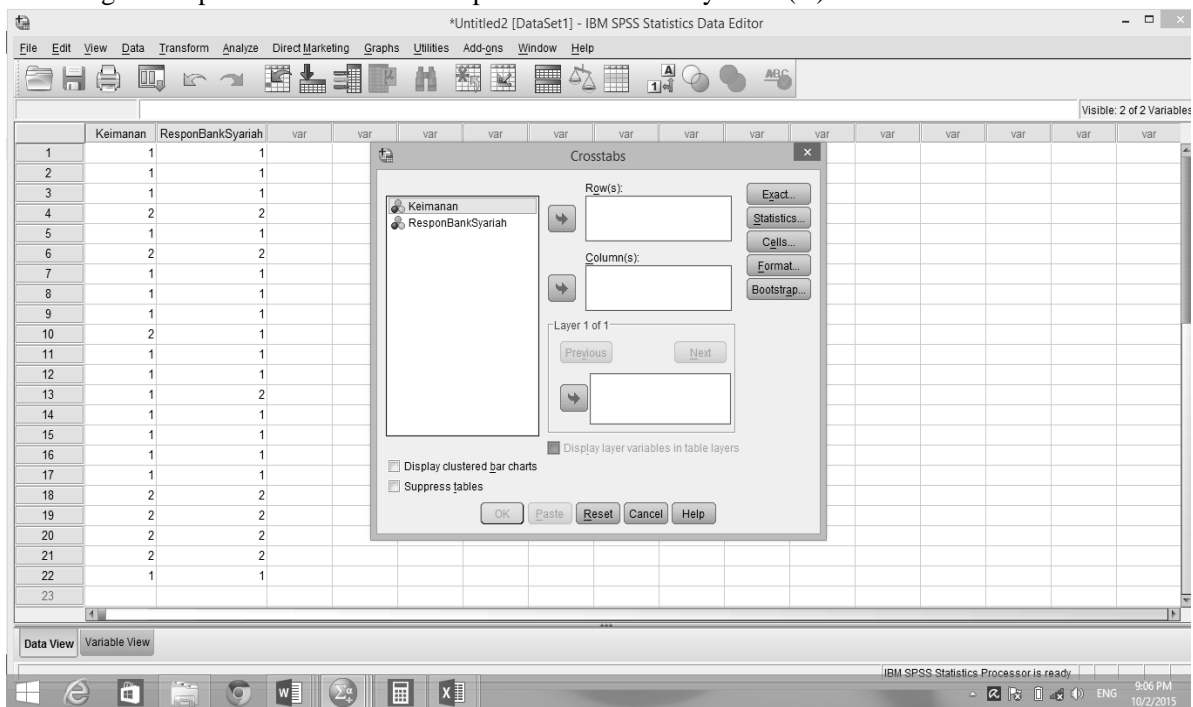 *Untitled2 [DataSet1] - IBM SPSS Statistics Data Editor
File Edit View Data Transform Analyze Direct Marketing Graphs Utilities Add-ons Window Help
Visible: 2 of 2 Variables
Keimanan ResponBankSyariah var var var var var var var var var var var var var var
1 1 1
2 1 1
3 1 1
4 2 2
5 1 1
6 2 2
7 1 1
8 1 1
9 1 1
10 2 1
11 1 1
12 1 1
13 1 2
14 1 1
15 1 1
16 1 1
17 1 1
18 2 2
19 2 2
20 2 2
21 2 2
22 1 1
23
Crosstabs
Keimanan
ResponBankSyariah
Row(s):
Column(s):
Layer 1 of 1
Previous Next
Display layer variables in table layers
Exact...
Statistics...
Cells...
Format...
Bootstrap...
Display clustered bar charts
Suppress tables
OK Paste Reset Cancel Help
Data View Variable View
IBM SPSS Statistics Processor is ready
ENG 9:06 PM
10/2/2015